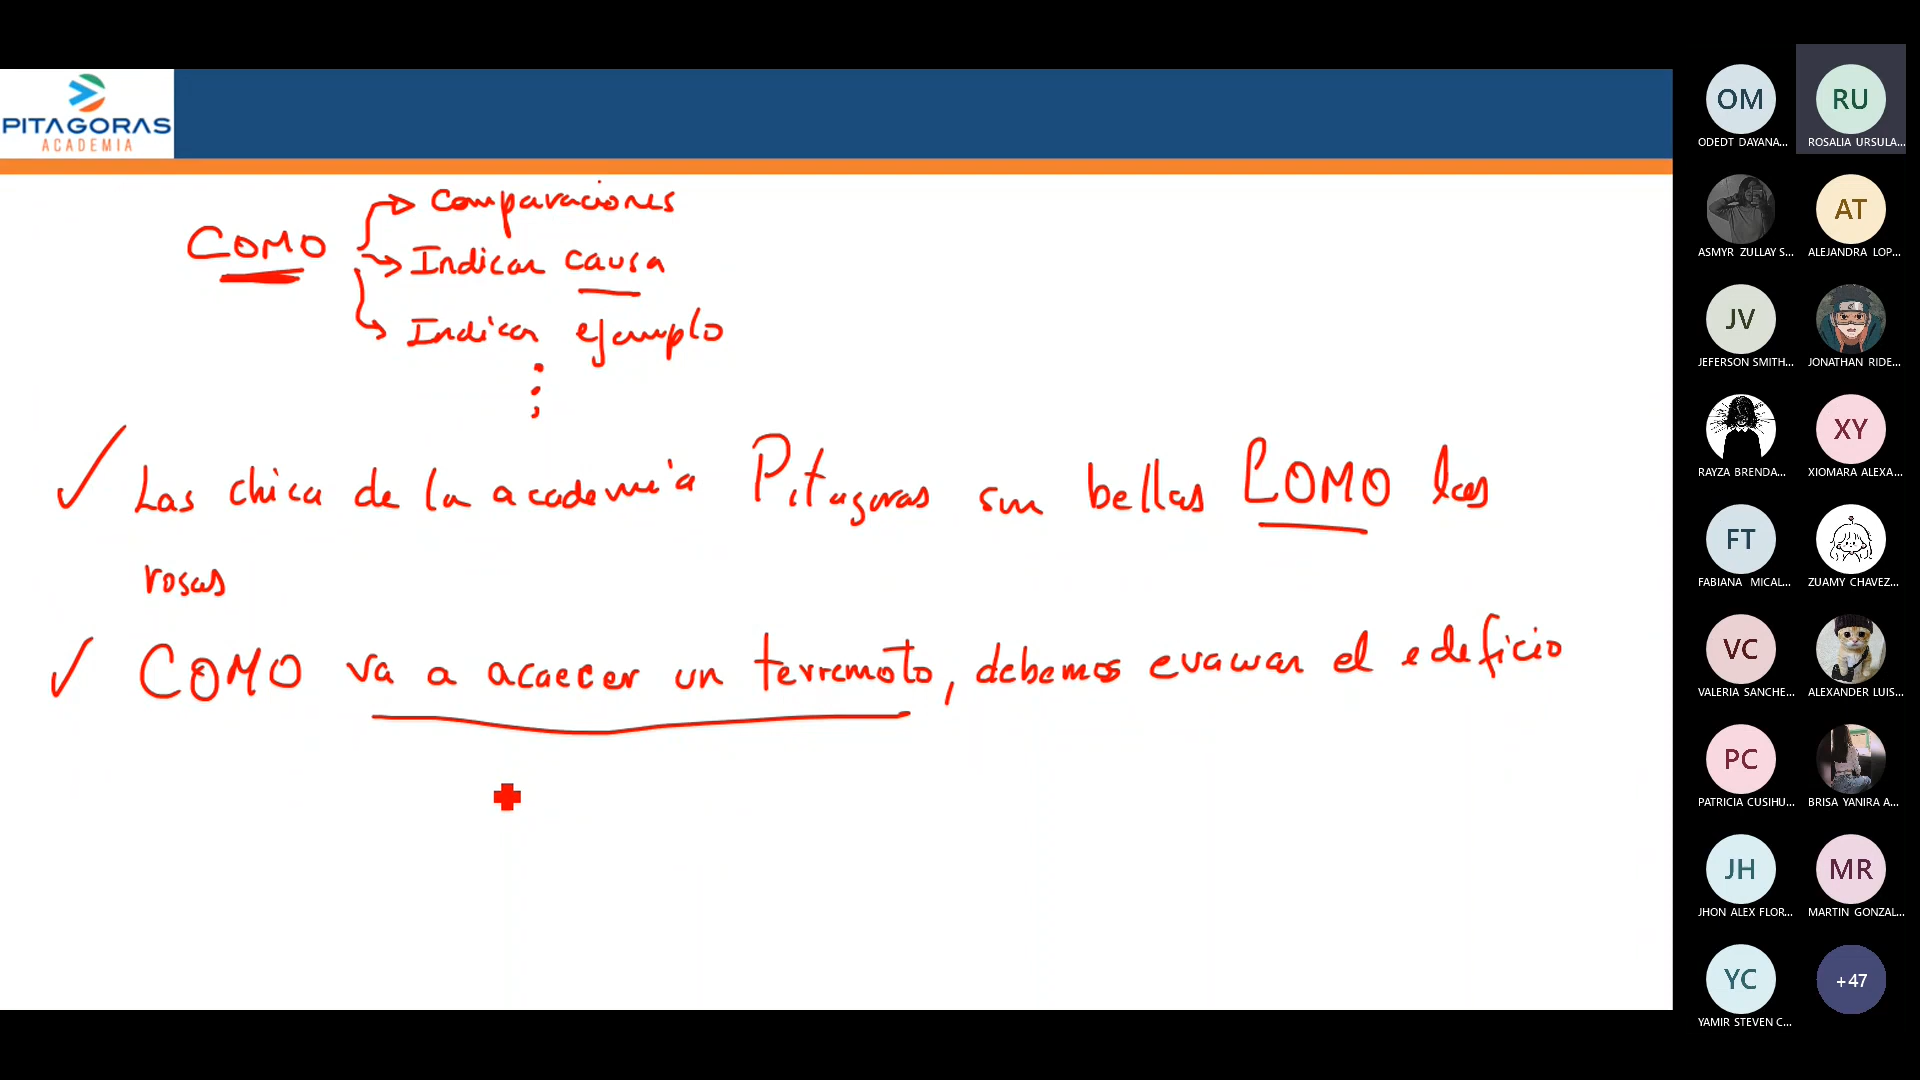 PITAGORAS
ACADEMIA
COMO
Comparaciones
Indicar causa
Indicar ejemplo
Las chica de la academia Pitagoras son bellas COMO las
rosas
COMO va a acaecer un terremoto, debemos evacuar el edeficio
OM
ODEDT DAYANA...
RU
ROSALIA URSULA...
ASMYR ZULLAY S...
AT
ALEJANDRA LOP...
JV
JEFERSON SMITH...
JONATHAN RIDE...
RAYZA BRENDA...
XY
XIOMARA ALEXA...
FT
FABIANA MICAL...
ZUAMY CHAVEZ...
VC
VALERIA SANCHE...
ALEXANDER LUIS...
PC
PATRICIA CUSIHU...
BRISA YANIRA A...
JH
JHON ALEX FLOR...
MR
MARTIN GONZAL...
YC
YAMIR STEVEN C...
+47